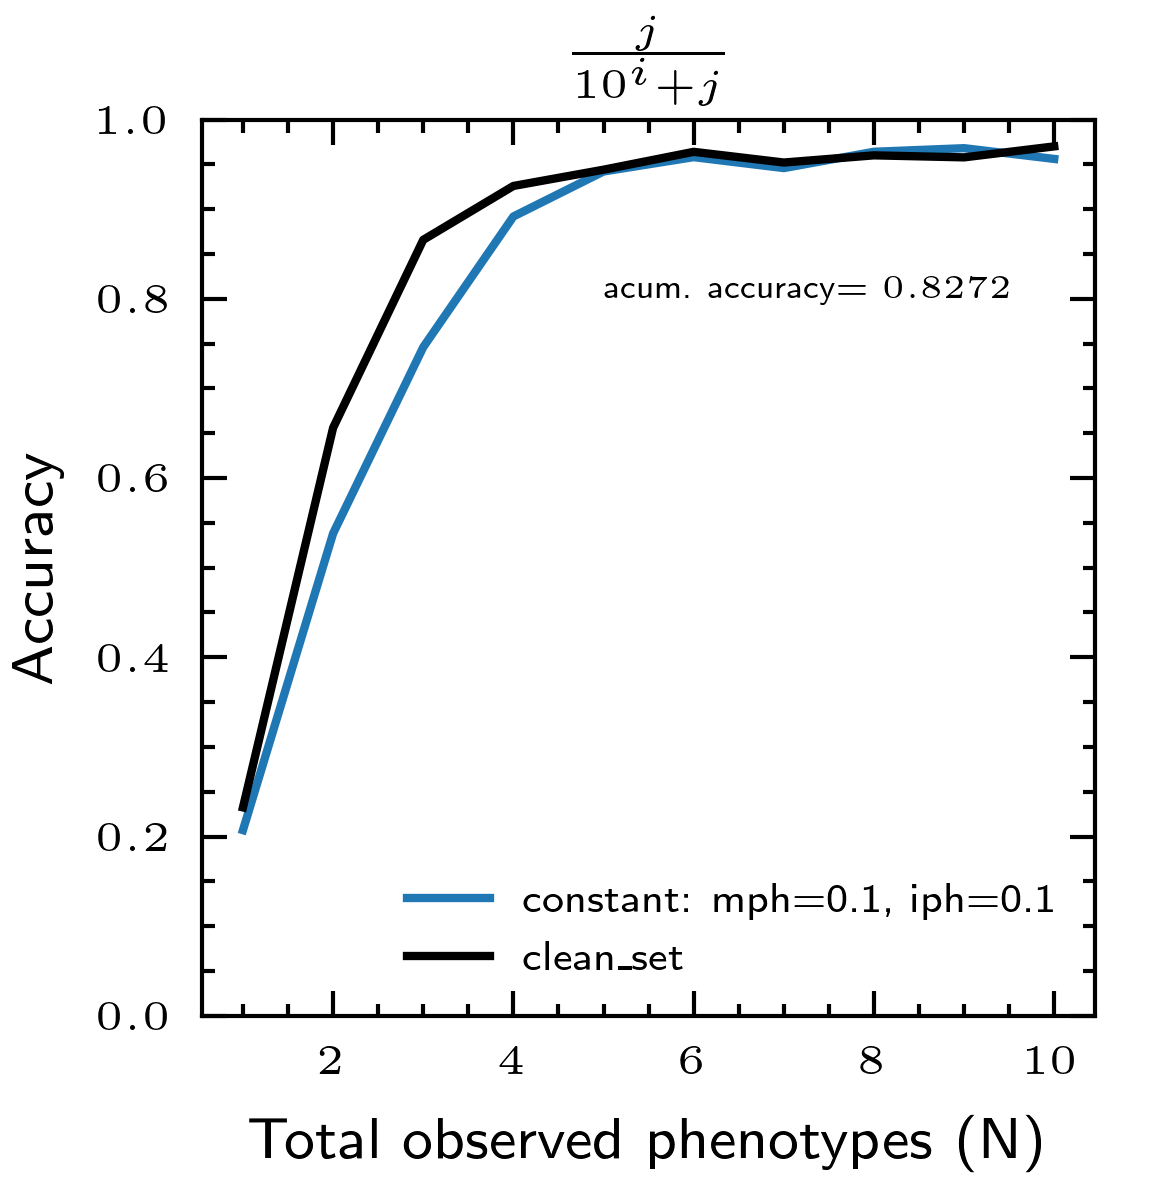 j
10^i+j
1.0
0.8
0.6
0.4
0.2
0.0
Accuracy
acum. accuracy= 0.8272
constant: mph=0.1, iph=0.1
clean_set
2 4 6 8 10
Total observed phenotypes (N)